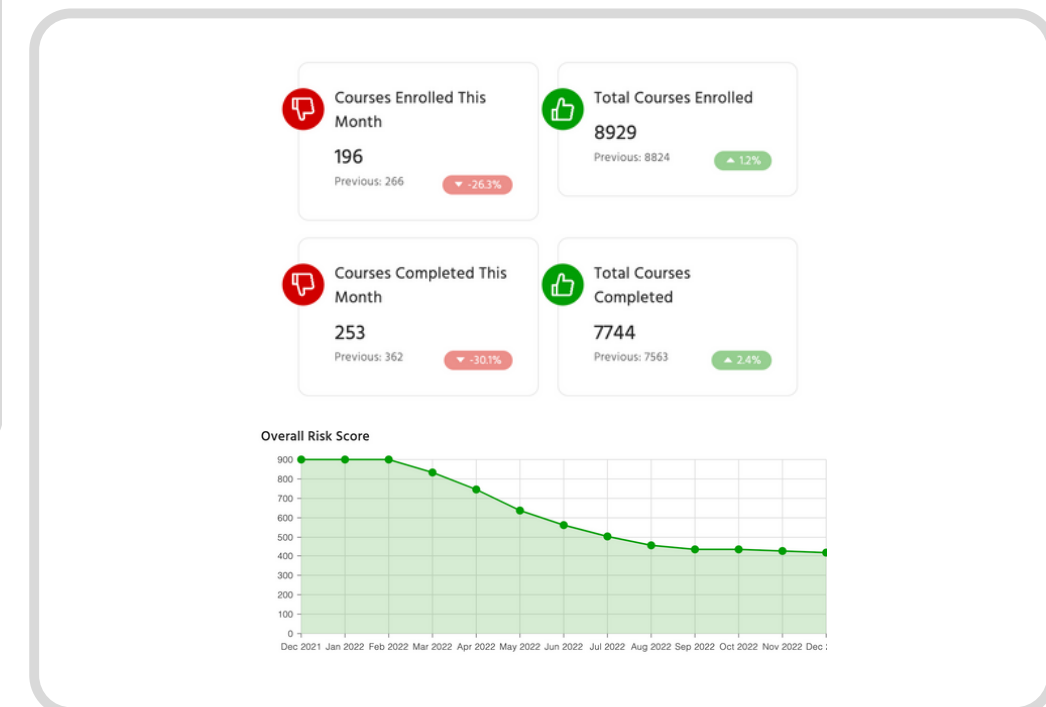 Courses Enrolled This
Month
196
Previous: 266
-26.3%
Total Courses Enrolled
8929
Previous: 8824
1.2%
Courses Completed This
Month
253
Previous: 362
-30.1%
Total Courses
Completed
7744
Previous: 7563
2.4%
Overall Risk Score
900
800
700
600
500
400
300
200
100
0
Dec 2021 Jan 2022 Feb 2022 Mar 2022 Apr 2022 May 2022 Jun 2022 Jul 2022 Aug 2022 Sep 2022 Oct 2022 Nov 2022 Dec